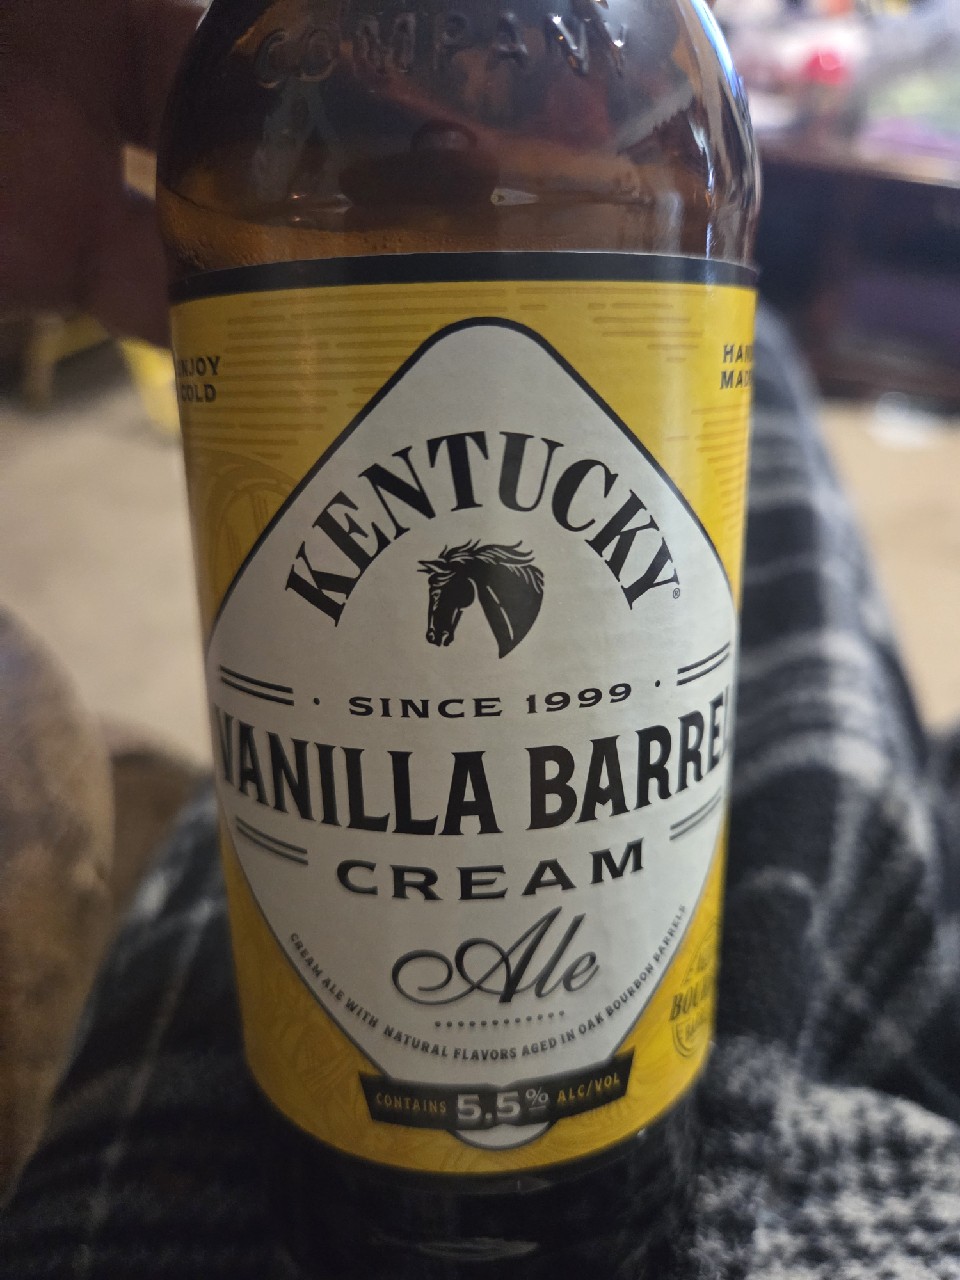 COMPANY
ENJOY
COLD
KENTUCKY®
· SINCE 1999 ·
VANILLA BARREL
CREAM
Ale
CREAM ALE WITH NATURAL FLAVORS AGED IN OAK BOURBON BARRELS
CONTAINS 5.5% ALC/VOL